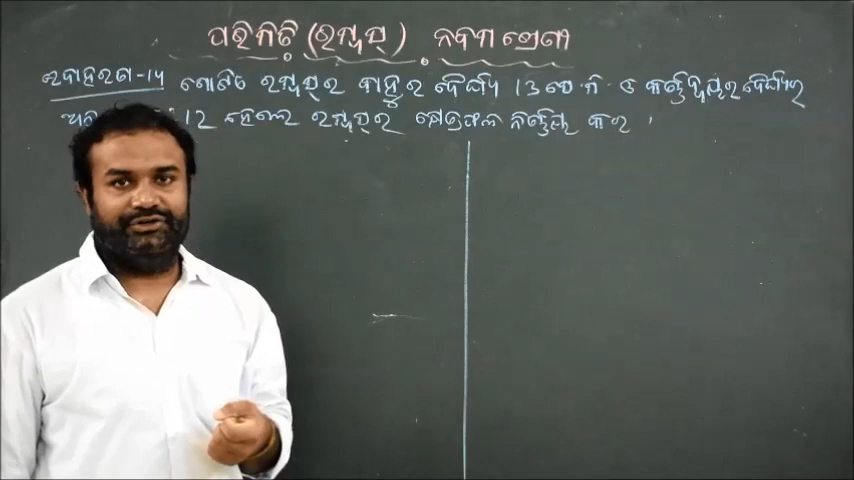 ପରିମିତି (ରମ୍ବସ୍) ନବମ ଶ୍ରେଣୀ
ଉଦାହରଣ-14 ଗୋଟିଏ ରମ୍ବସ୍‌ର ବାହୁର ଦୈର୍ଘ୍ୟ 13 ସେ.ମି. ଓ କର୍ଣ୍ଣଦ୍ୱୟର ଦୈର୍ଘ୍ୟର
12 ହେଲେ ରମ୍ବସ୍‌ର କ୍ଷେତ୍ରଫଳ ନିର୍ଣ୍ଣୟ କର ।